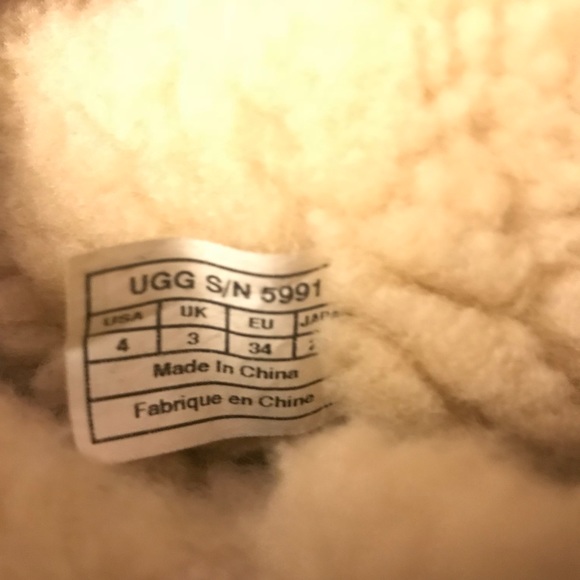 UGG S/N 5991
USA UK EU
4 3 34
Made In China
Fabrique en Chine